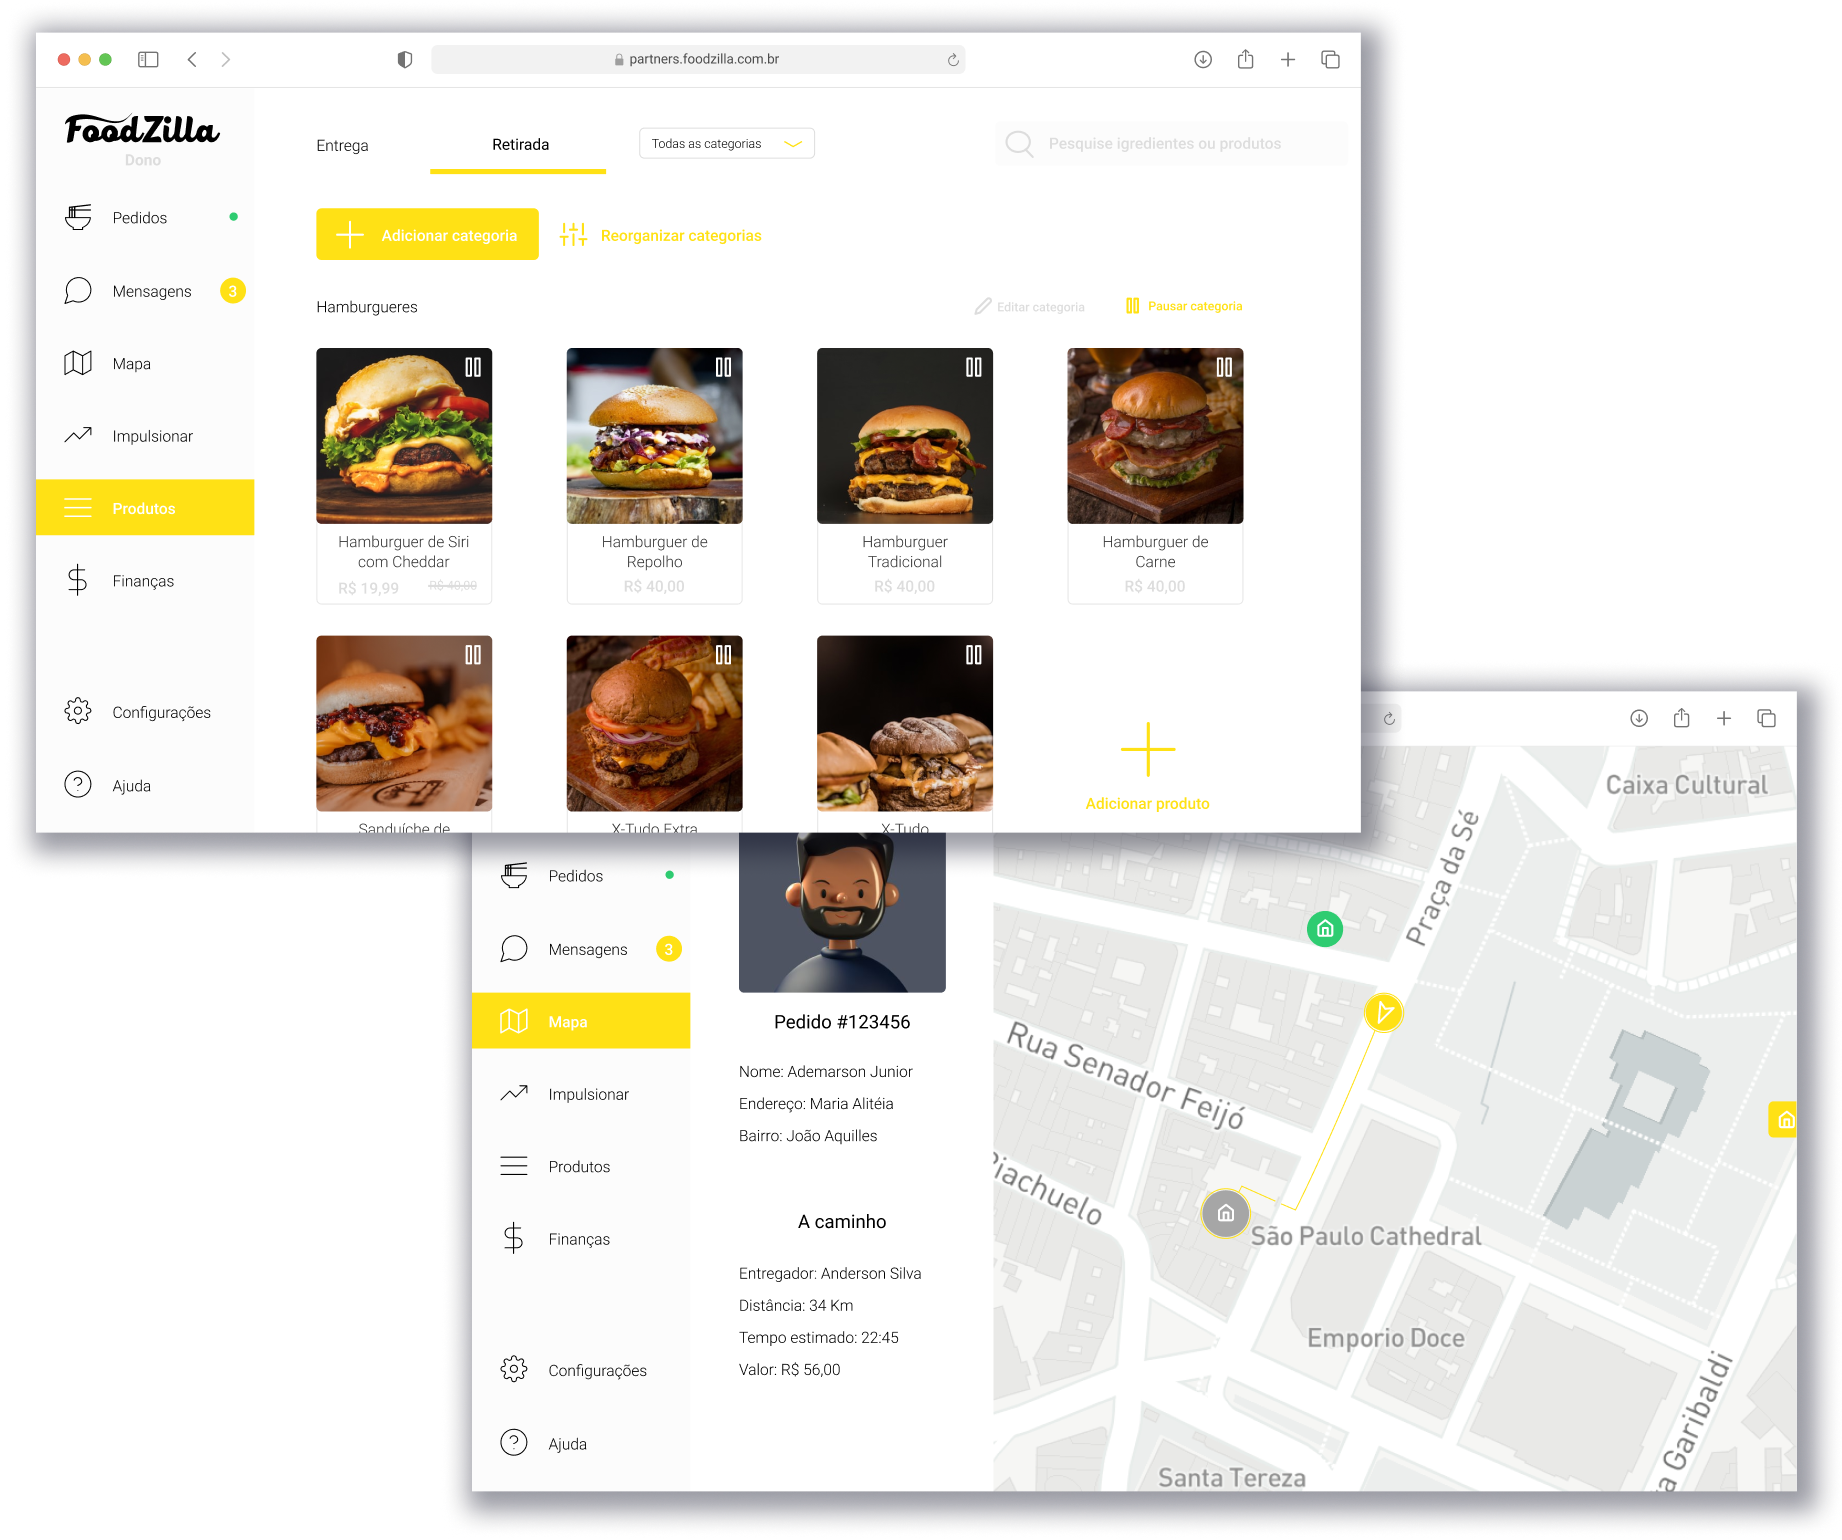 partners.foodzilla.com.br
FoodZilla
Dono
Pedidos
Mensagens
3
Mapa
Impulsionar
Produtos
Finanças
Configurações
Ajuda
Entrega
Retirada
Todas as categorias
Pesquise igredientes ou produtos
Adicionar categoria
Reorganizar categorias
Hamburgueres
Editar categoria
Pausar categoria
Hamburguer de Siri
com Cheddar
R$ 19,99
R$ 40,00
Hamburguer de
Repolho
R$ 40,00
Hamburguer
Tradicional
R$ 40,00
Hamburguer de
Carne
R$ 40,00
Sanduíche de
X-Tudo Extra
X-Tudo
Adicionar produto
Pedidos
Mensagens
3
Mapa
Impulsionar
Produtos
Finanças
Configurações
Ajuda
Pedido #123456
Nome: Ademarson Junior
Endereço: Maria Alitéia
Bairro: João Aquilles
A caminho
Entregador: Anderson Silva
Distância: 34 Km
Tempo estimado: 22:45
Valor: R$ 56,00
Caixa Cultural
Praça da Sé
Rua Senador Feijó
iachuelo
São Paulo Cathedral
Emporio Doce
Santa Tereza
a Garibaldi